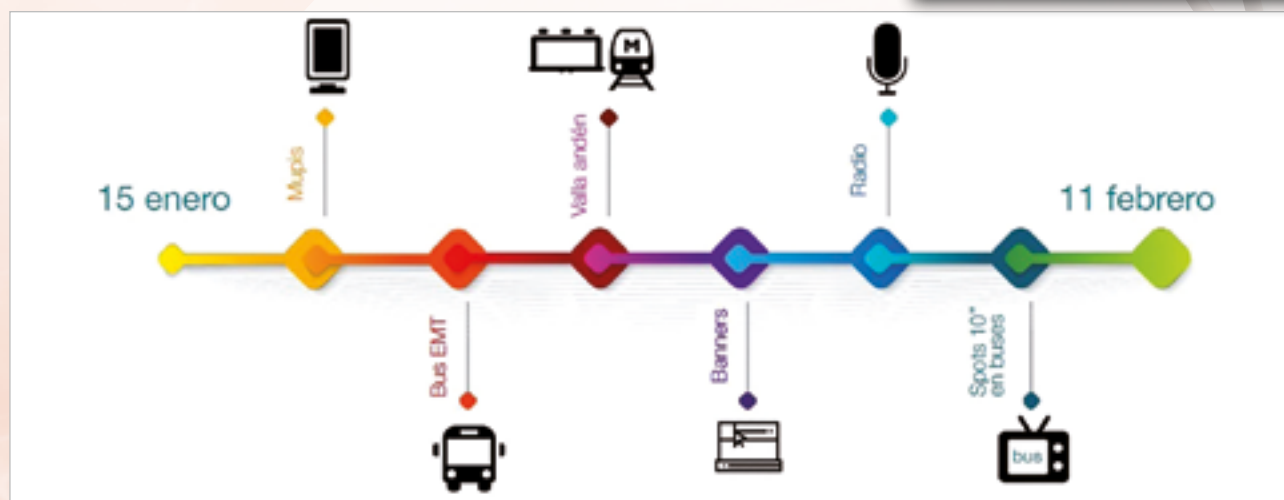 M
15 enero
Mupis
Valla andén
Radio
11 febrero
Bus EMT
Banners
Spots 10"
en buses
bus